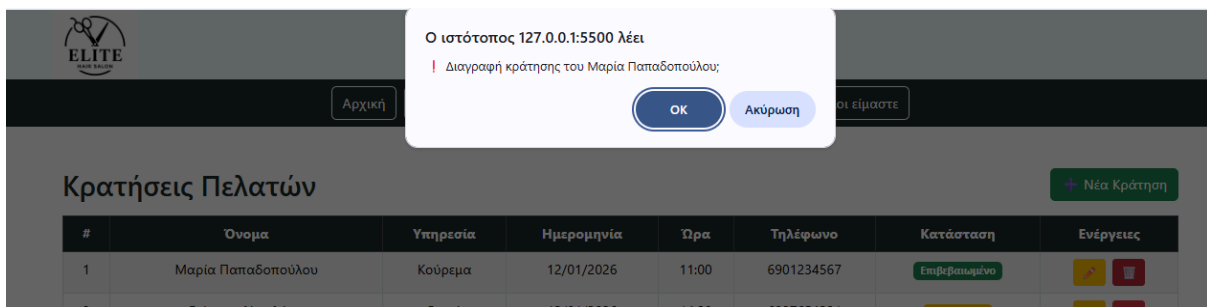 ELITE
HAIR SALON
Ο ιστότοπος 127.0.0.1:5500 λέει
❗ Διαγραφή κράτησης του Μαρία Παπαδοπούλου;
OK
Ακύρωση
Αρχική
οι είμαστε
Κρατήσεις Πελατών
Νέα Κράτηση
# Όνομα Υπηρεσία Ημερομηνία Ώρα Τηλέφωνο Κατάσταση Ενέργειες
1 Μαρία Παπαδοπούλου Κούρεμα 12/01/2026 11:00 6901234567 Επιβεβαιωμένο